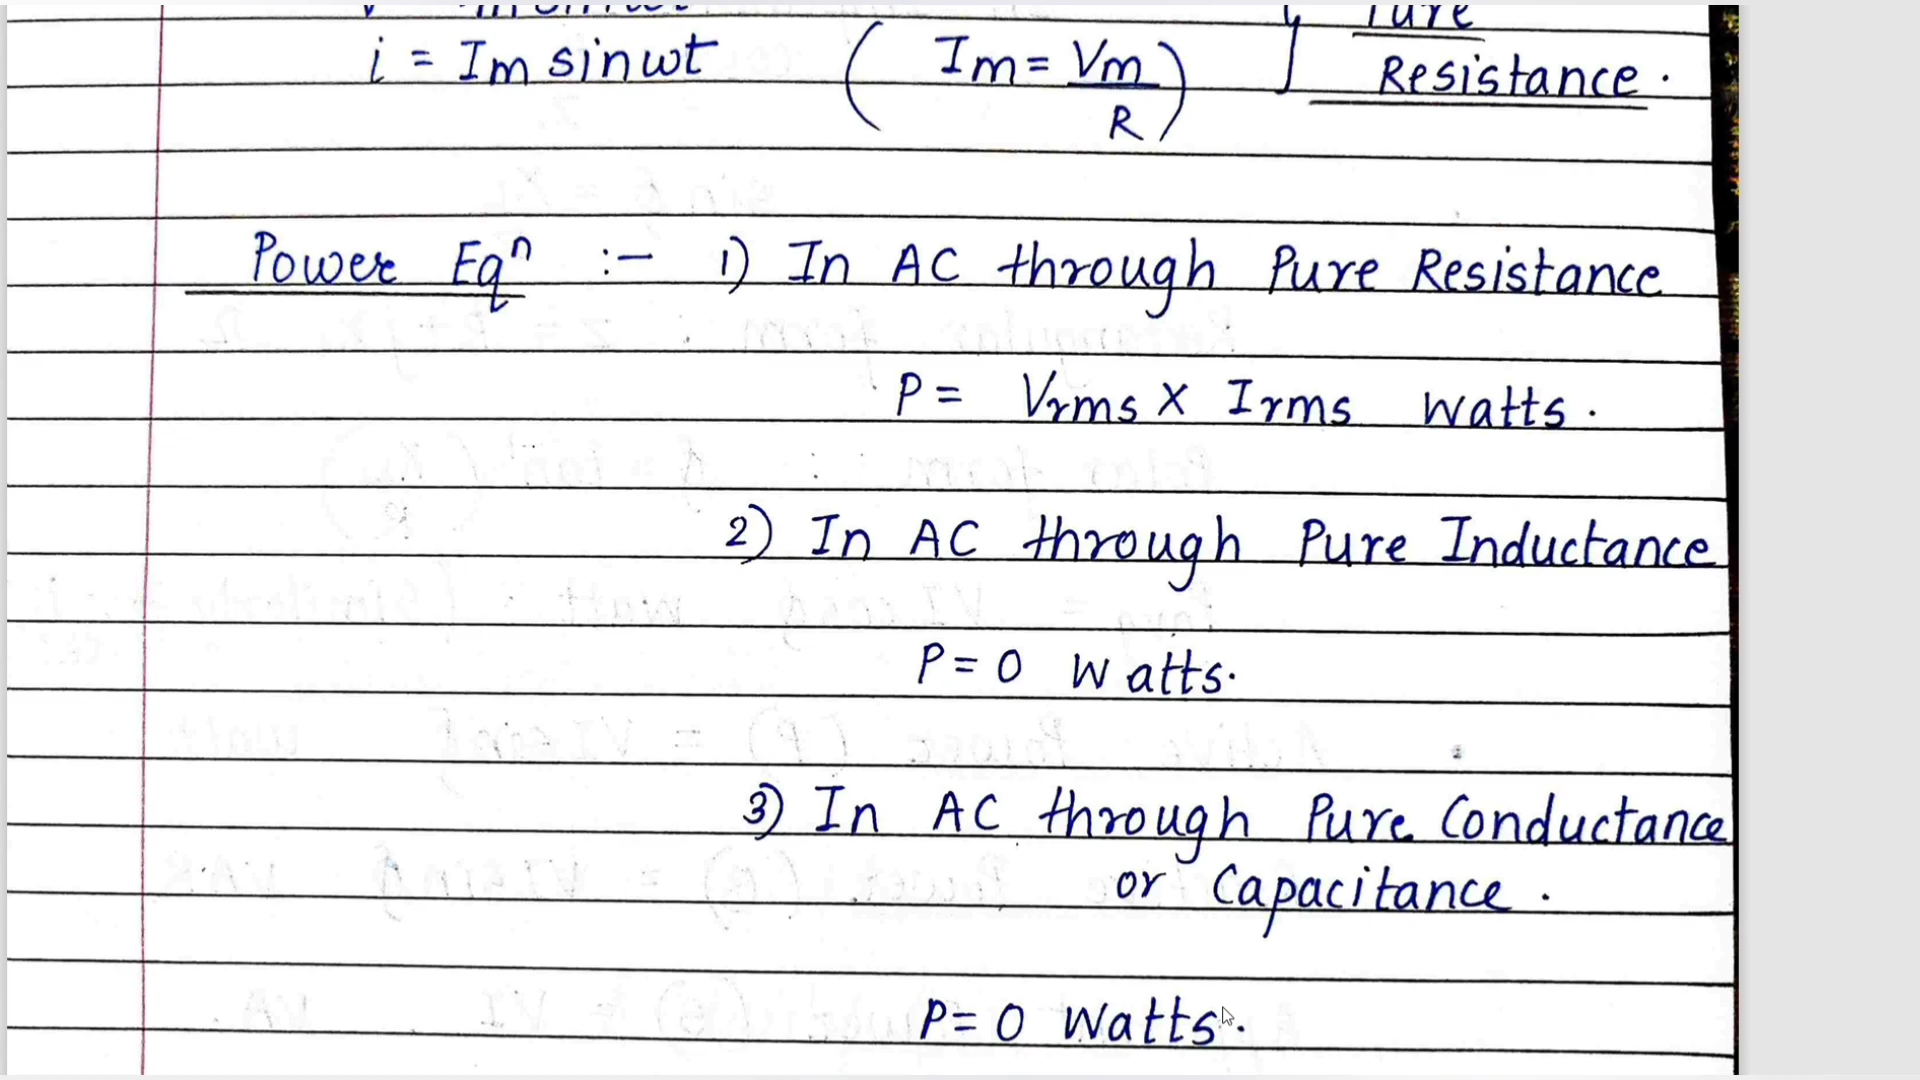 i = Im sinwt ( Im = Vm / R ) Pure
Resistance.
Power Eqn :- 1) In AC through Pure Resistance
P = Vrms X Irms Watts.
2) In AC through Pure Inductance
P = 0 Watts.
3) In AC through Pure Conductance
or Capacitance.
P = 0 Watts.